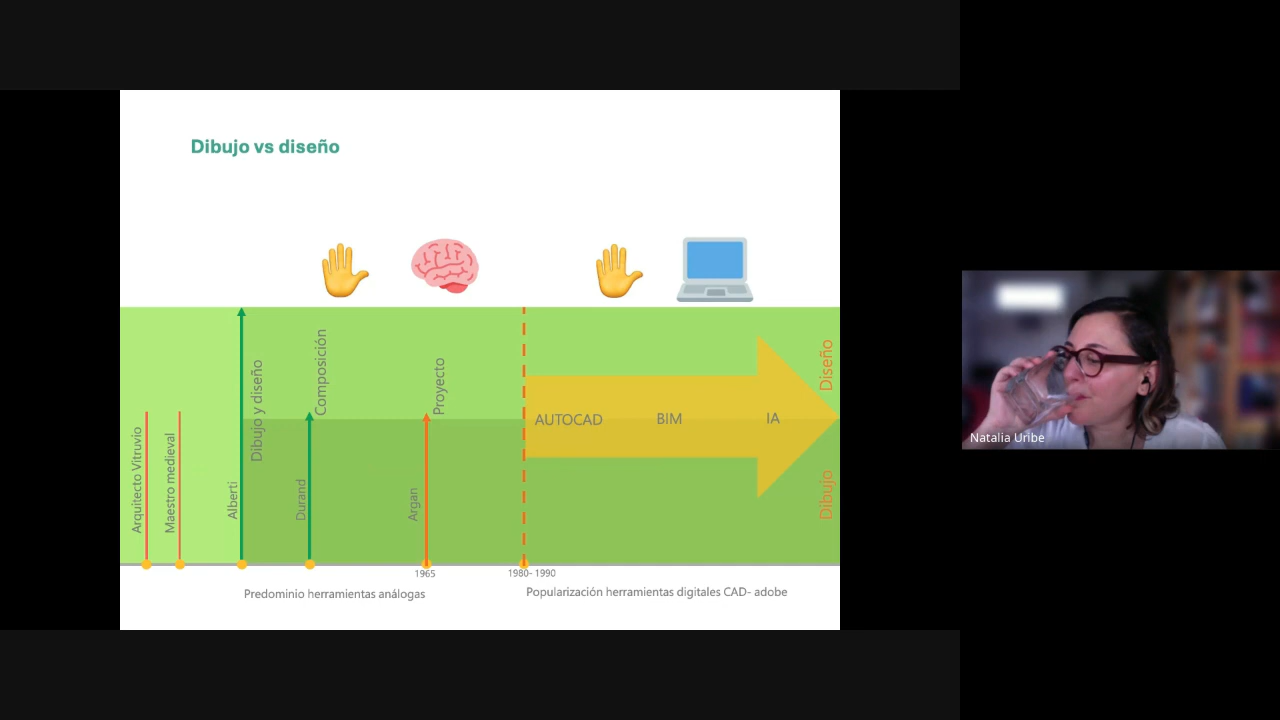 Dibujo vs diseño
Arquitecto Vitruvio
Maestro medieval
Alberti
Dibujo y diseño
Durand
Composición
Argan
Proyecto
AUTOCAD
BIM
IA
Diseño
Dibujo
1965
1980- 1990
Predominio herramientas análogas
Popularización herramientas digitales CAD- adobe
Natalia Uribe